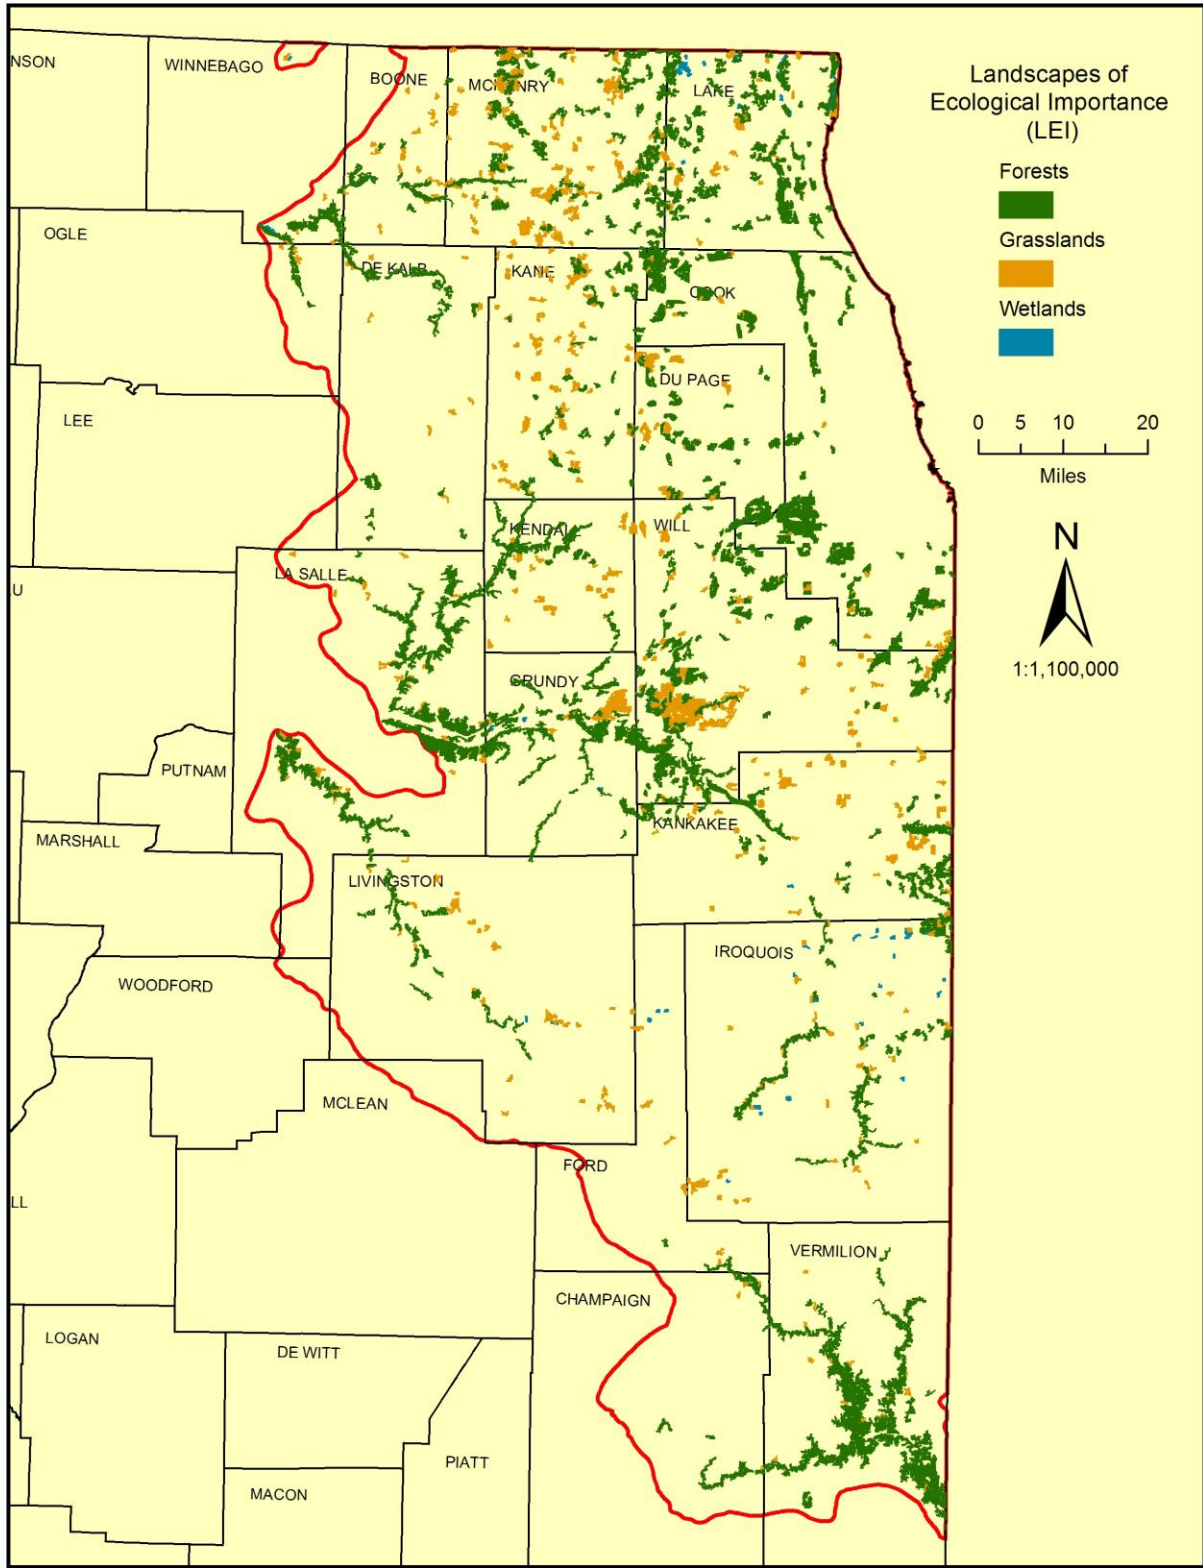 Landscapes of
Ecological Importance
(LEI)
Forests
Grasslands
Wetlands
0 5 10 20
Miles
N
1:1,100,000
NSON
WINNEBAGO
BOONE
MCHENRY
LAKE
OGLE
DE KALB
KANE
COOK
DU PAGE
LEE
KENDALL
WILL
LA SALLE
U
GRUNDY
PUTNAM
KANKAKEE
MARSHALL
LIVINGSTON
IROQUOIS
WOODFORD
MCLEAN
FORD
LL
VERMILION
CHAMPAIGN
LOGAN
DE WITT
PIATT
MACON